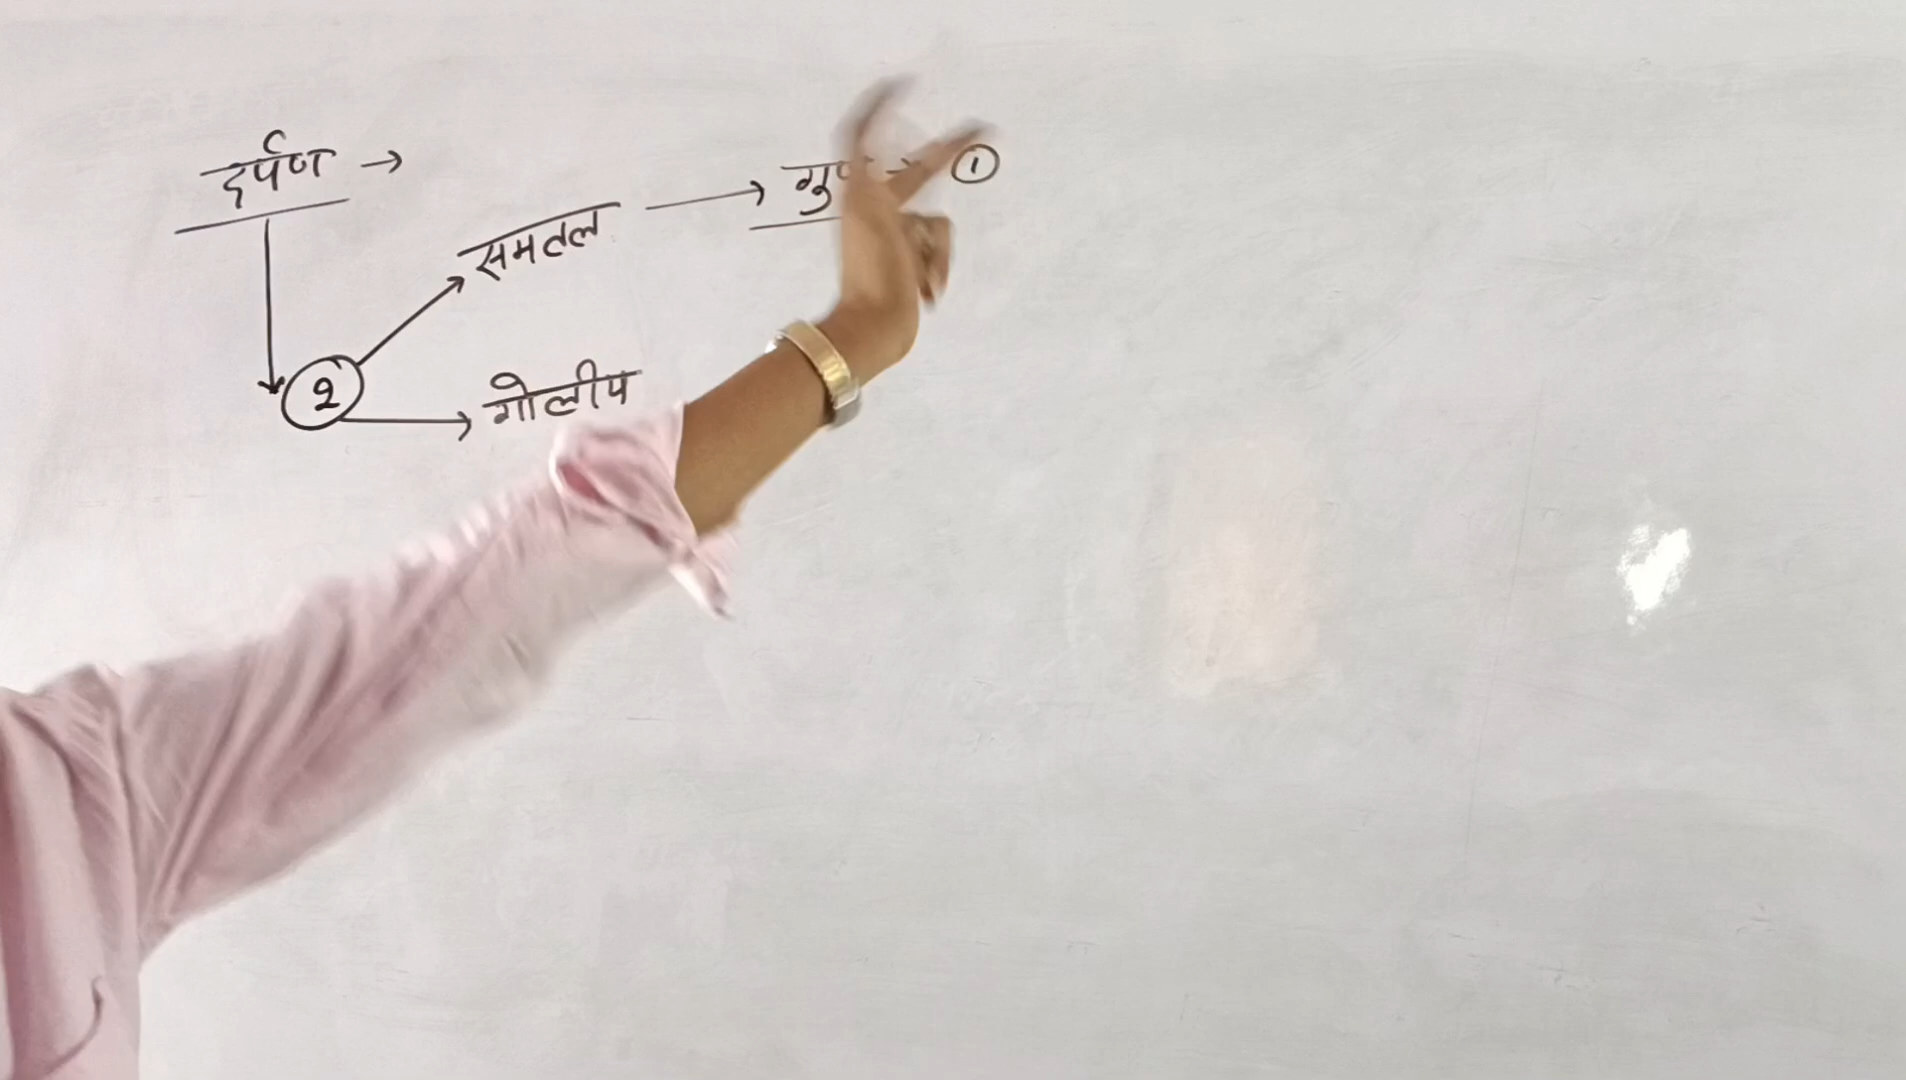 दर्पण →
समतल → ①
2
गोलीय